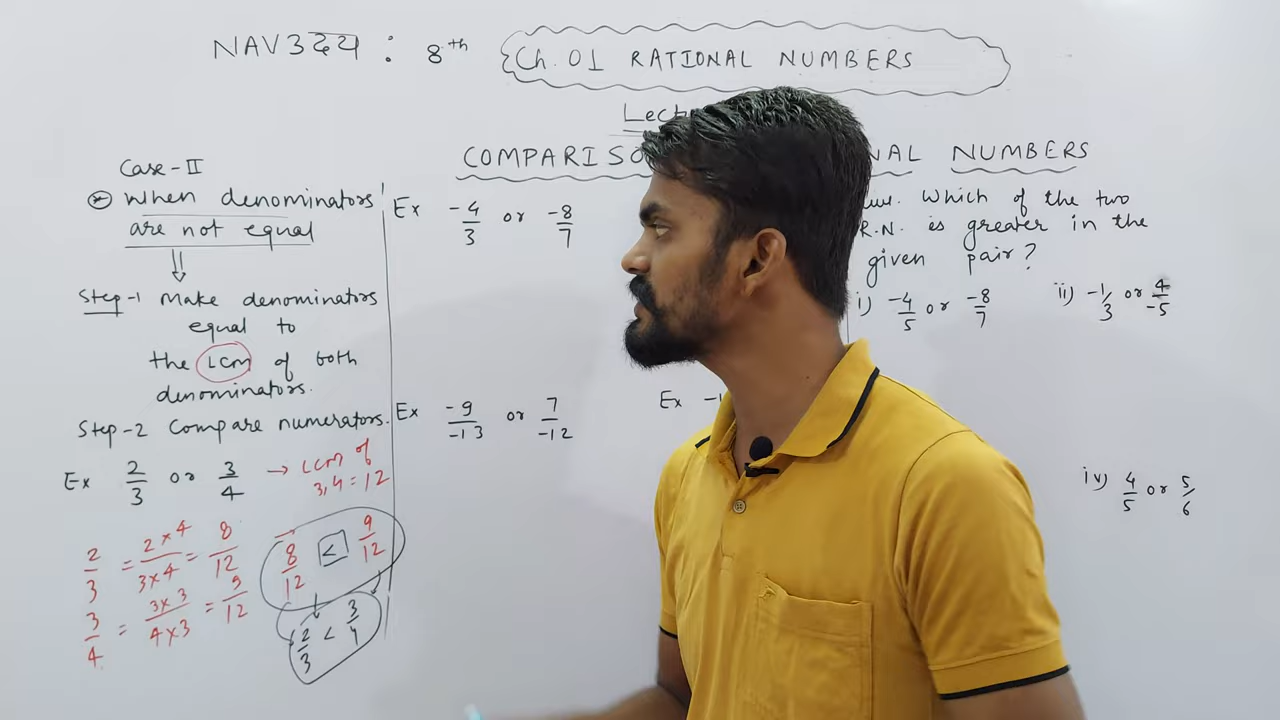 NAV3227 : 8th Ch. 01 RATIONAL NUMBERS
COMPARISO NAL NUMBERS
Case-II
When denominators
are not equal
Step-1 Make denominators
equal to
the LCM of both
denominators.
Step-2 Compare numerators.
Ex 2/3 or 3/4 → LCM of
3,4 = 12
2/3 = 2×4/3×4 = 8/12
3/4 = 3×3/4×3 = 9/12
8/12 < 9/12
2/3 < 3/4
Ex -4/3 or -8/7
Ex -9/-13 or 7/-12
Ex
Which of the two
R.N. is greater in the
given pair?
i) -4/5 or -8/7
ii) -1/3 or 4/-5
iv) 4/5 or 5/6